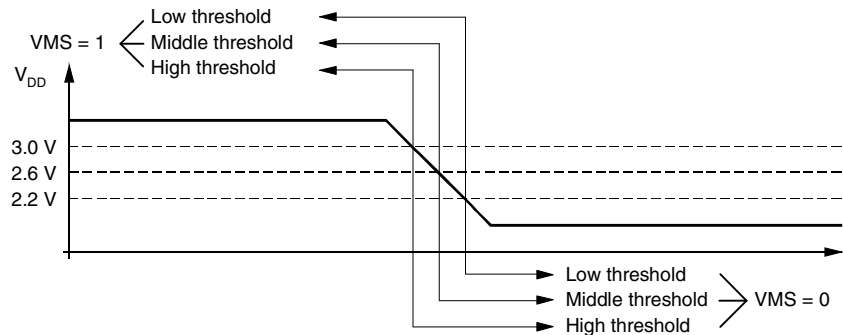 Low threshold
VMS = 1 Middle threshold
High threshold
VDD
3.0 V
2.6 V
2.2 V
Low threshold
Middle threshold VMS = 0
High threshold